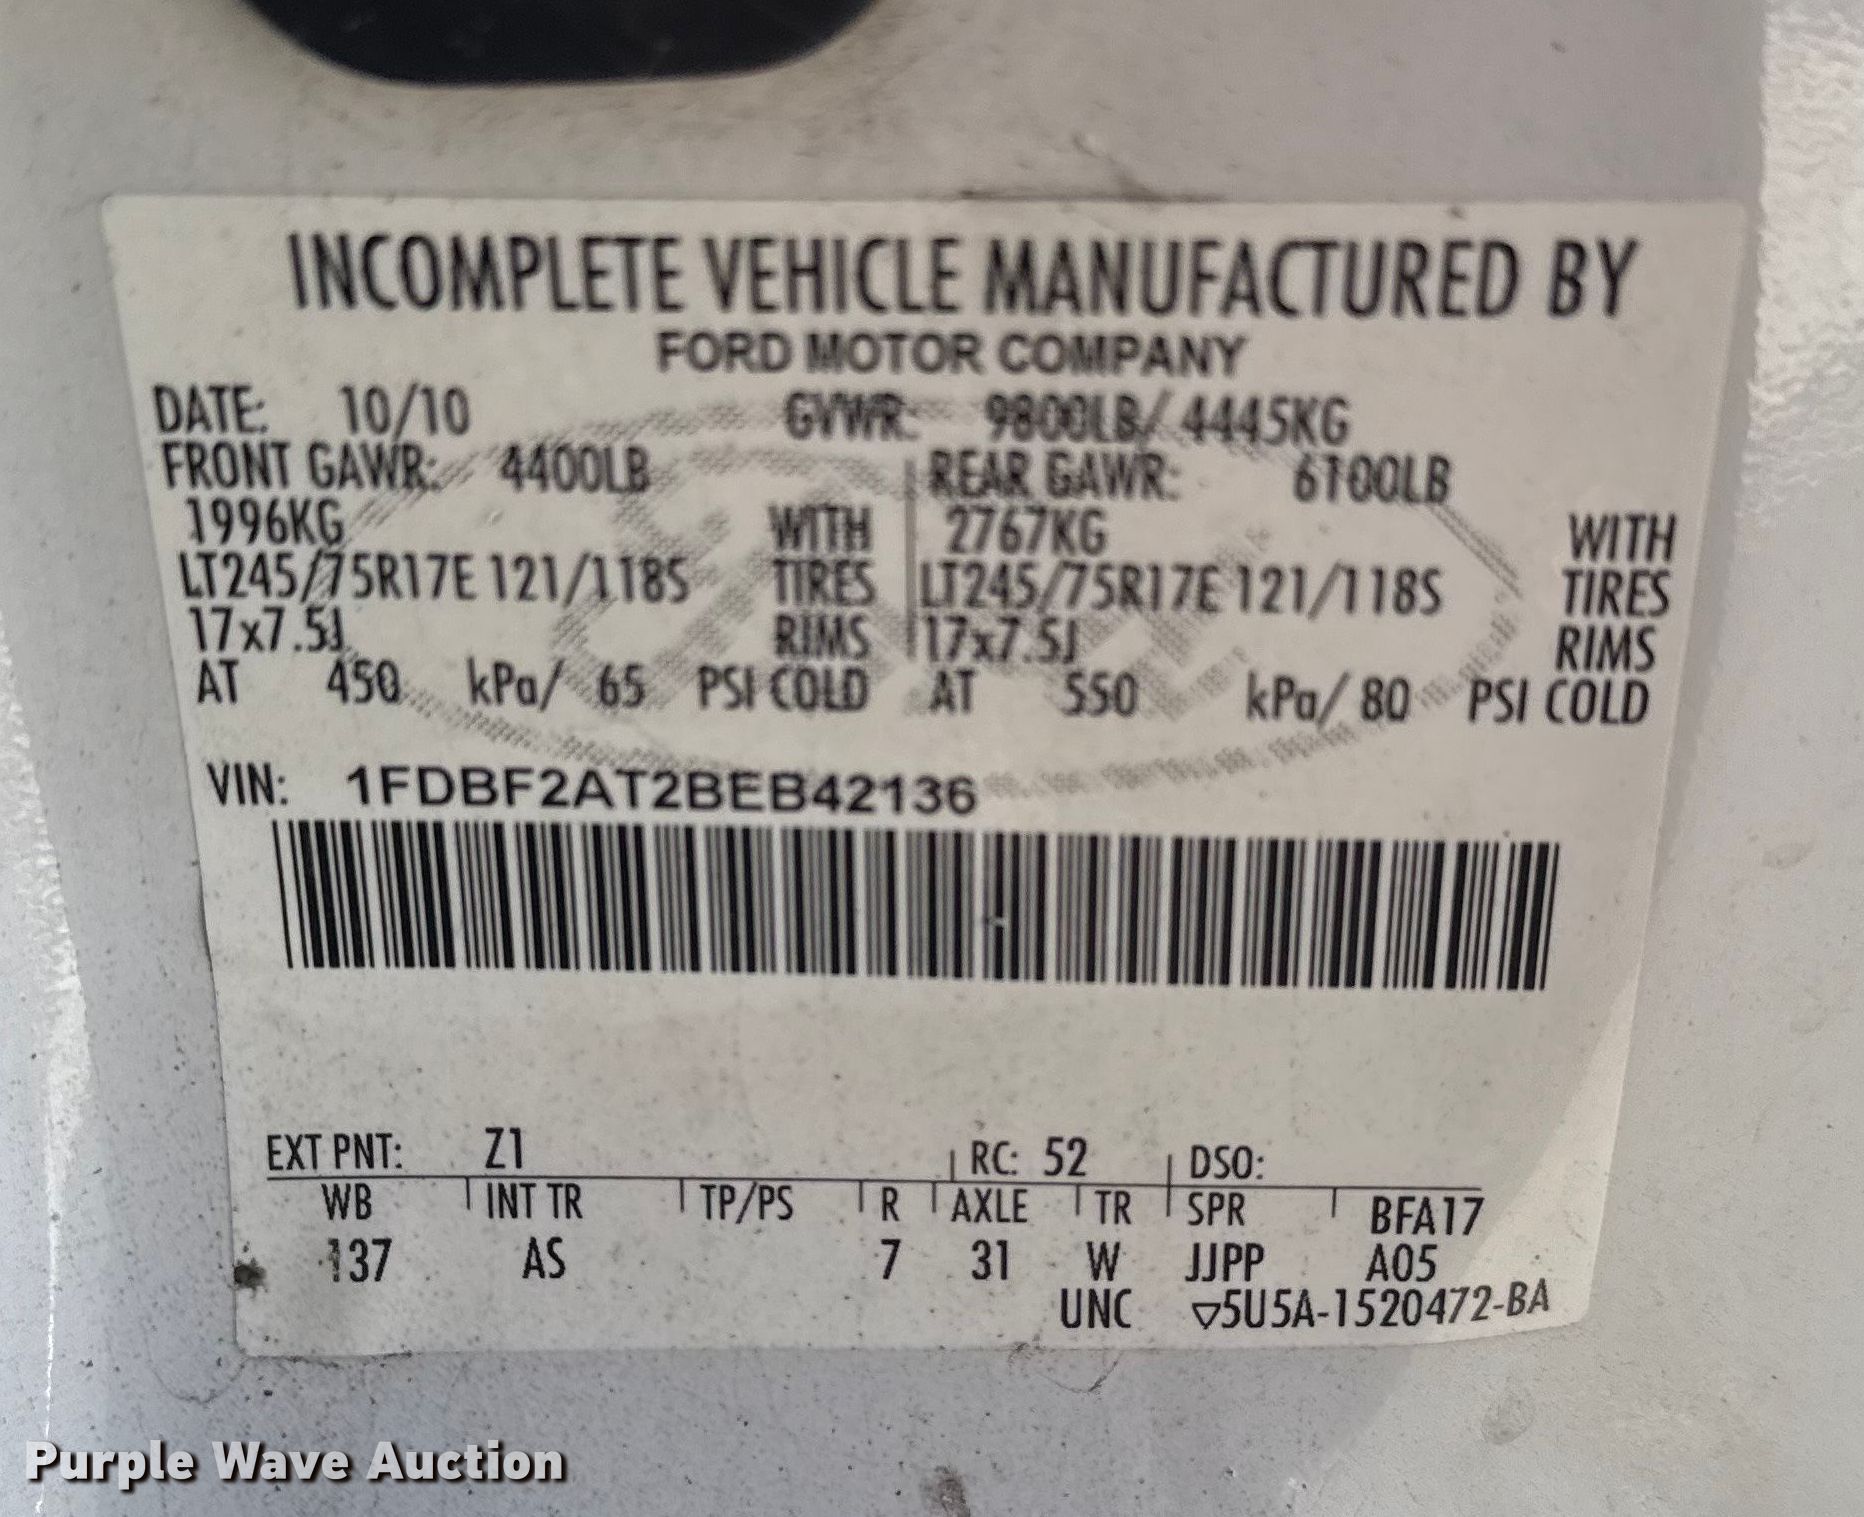 INCOMPLETE VEHICLE MANUFACTURED BY
FORD MOTOR COMPANY
DATE: 10/10 GVWR: 9800LB/ 4445KG
FRONT GAWR: 4400LB REAR GAWR: 6100LB
1996KG WITH 2767KG WITH
LT245/75R17E 121/118S TIRES LT245/75R17E 121/118S TIRES
17x7.5J RIMS 17x7.5J RIMS
AT 450 kPa/ 65 PSI COLD AT 550 kPa/ 80 PSI COLD
VIN: 1FDBF2AT2BEB42136
EXT PNT: Z1 RC: 52 DSO:
WB INT TR TP/PS R AXLE TR SPR BFA17
137 AS 7 31 W JJPP A05
UNC ▽5U5A-1520472-BA
Purple Wave Auction